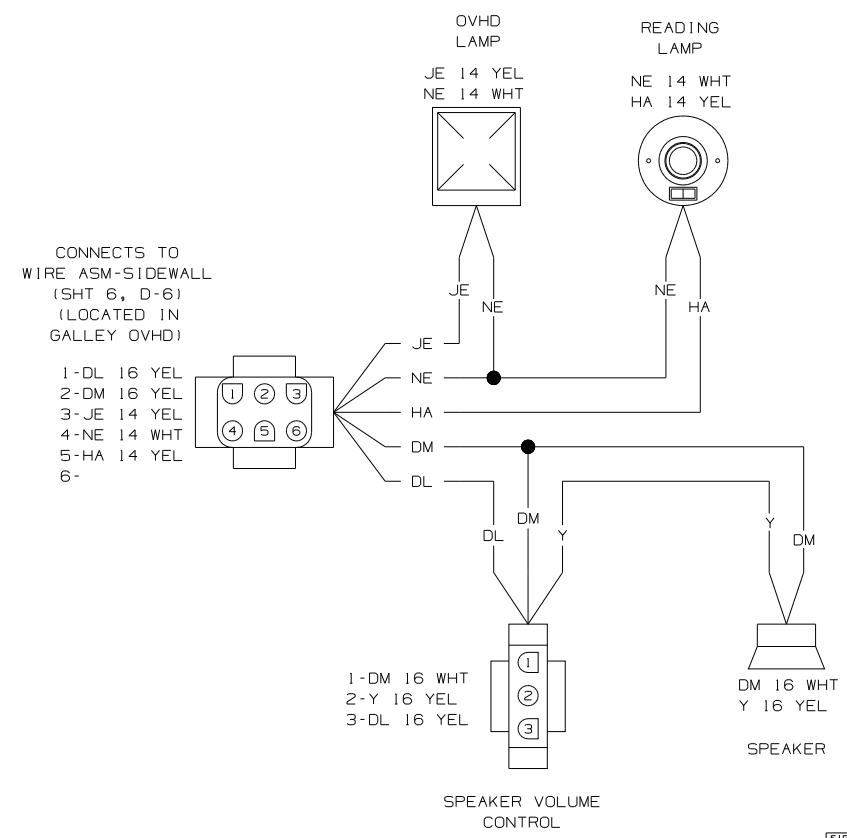 OVHD
LAMP
JE 14 YEL
NE 14 WHT
READING
LAMP
NE 14 WHT
HA 14 YEL
CONNECTS TO
WIRE ASM-SIDEWALL
(SHT 6, D-6)
(LOCATED IN
GALLEY OVHD)
1-DL 16 YEL
2-DM 16 YEL
3-JE 14 YEL
4-NE 14 WHT
5-HA 14 YEL
6-
1 2 3
4 5 6
JE
NE
NE
HA
JE
NE
HA
DM
DL
DL
DM
Y
Y
DM
1-DM 16 WHT
2-Y 16 YEL
3-DL 16 YEL
1
2
3
SPEAKER VOLUME
CONTROL
DM 16 WHT
Y 16 YEL
SPEAKER